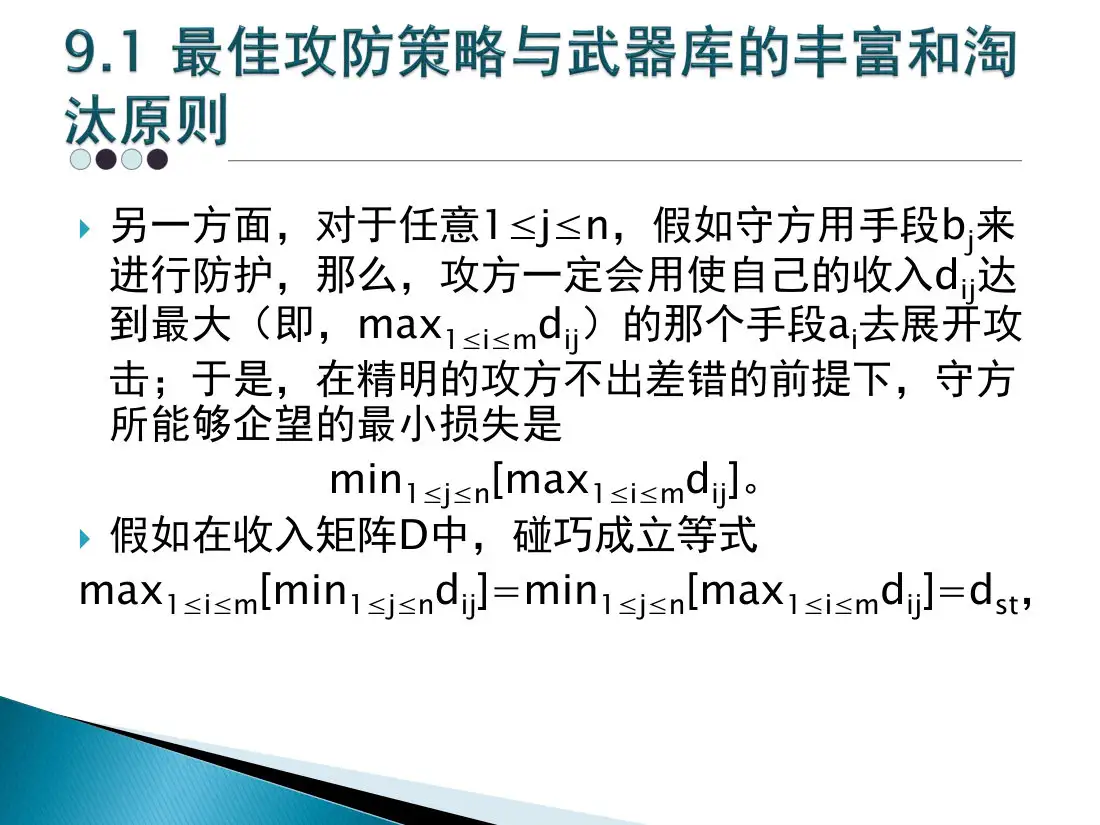 9.1 最佳攻防策略与武器库的丰富和淘
汰原则
另一方面，对于任意1≤j≤n，假如守方用手段bj来
进行防护，那么，攻方一定会用使自己的收入dij达
到最大（即，max1≤i≤mdij）的那个手段ai去展开攻
击；于是，在精明的攻方不出差错的前提下，守方
所能够企望的最小损失是
min1≤j≤n[max1≤i≤mdij]。
假如在收入矩阵D中，碰巧成立等式
max1≤i≤m[min1≤j≤ndij]=min1≤j≤n[max1≤i≤mdij]=dst，